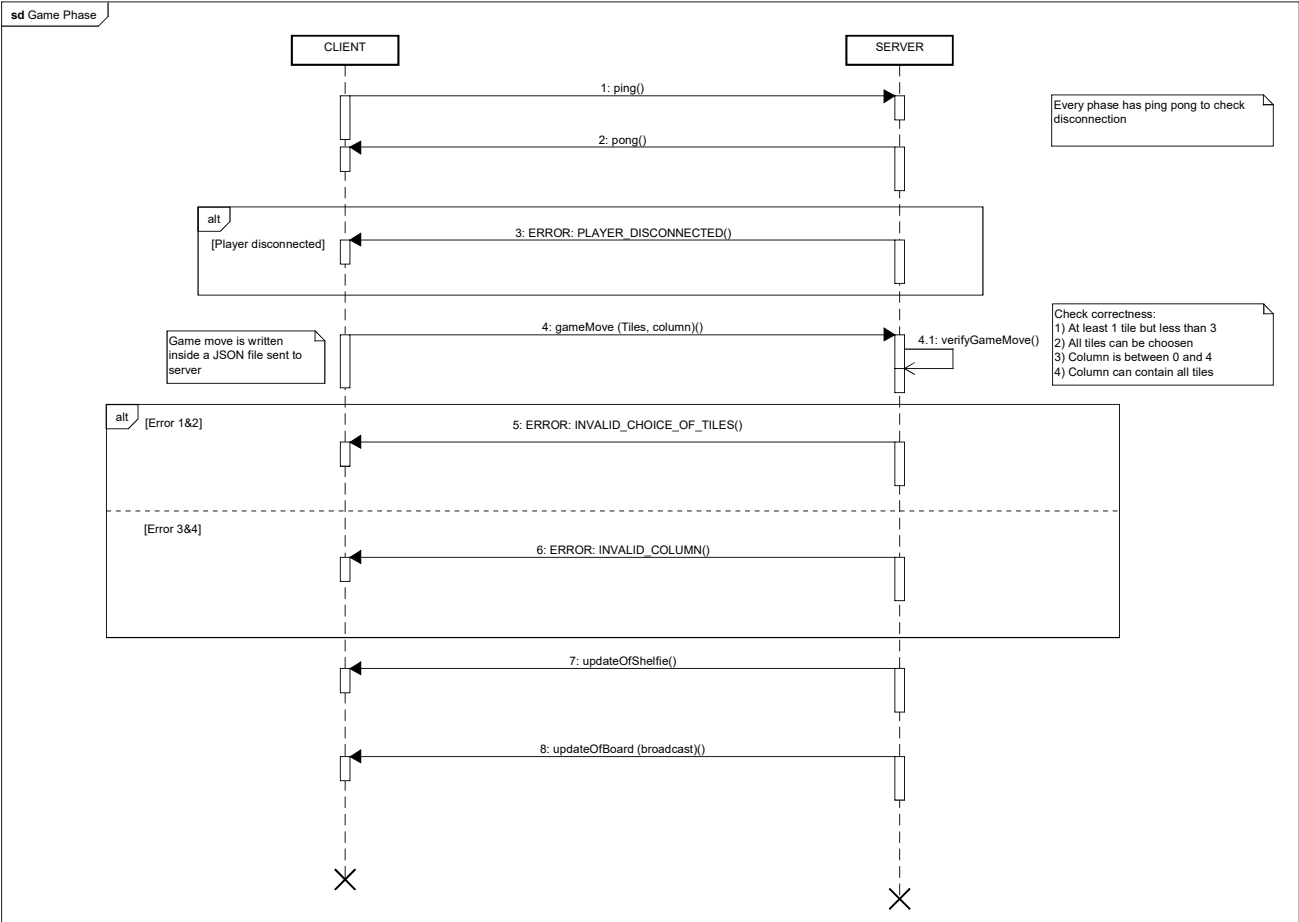 sd Game Phase
CLIENT
SERVER
1: ping()
Every phase has ping pong to check
disconnection
2: pong()
alt
[Player disconnected]
3: ERROR: PLAYER_DISCONNECTED()
4: gameMove (Tiles, column)()
Game move is written
inside a JSON file sent to
server
4.1: verifyGameMove()
Check correctness:
1) At least 1 tile but less than 3
2) All tiles can be choosen
3) Column is between 0 and 4
4) Column can contain all tiles
alt
[Error 1&2]
5: ERROR: INVALID_CHOICE_OF_TILES()
[Error 3&4]
6: ERROR: INVALID_COLUMN()
7: updateOfShelfie()
8: updateOfBoard (broadcast)()